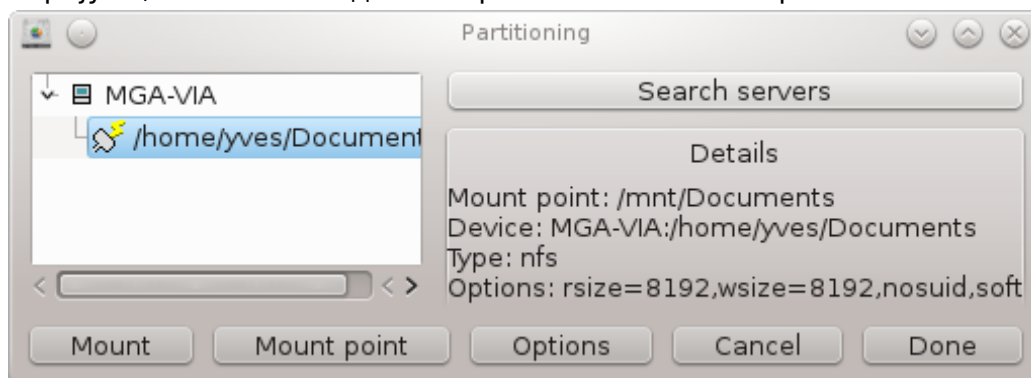 Partitioning
MGA-VIA
/home/yves/Document
Search servers
Details
Mount point: /mnt/Documents
Device: MGA-VIA:/home/yves/Documents
Type: nfs
Options: rsize=8192,wsize=8192,nosuid,soft
Mount
Mount point
Options
Cancel
Done